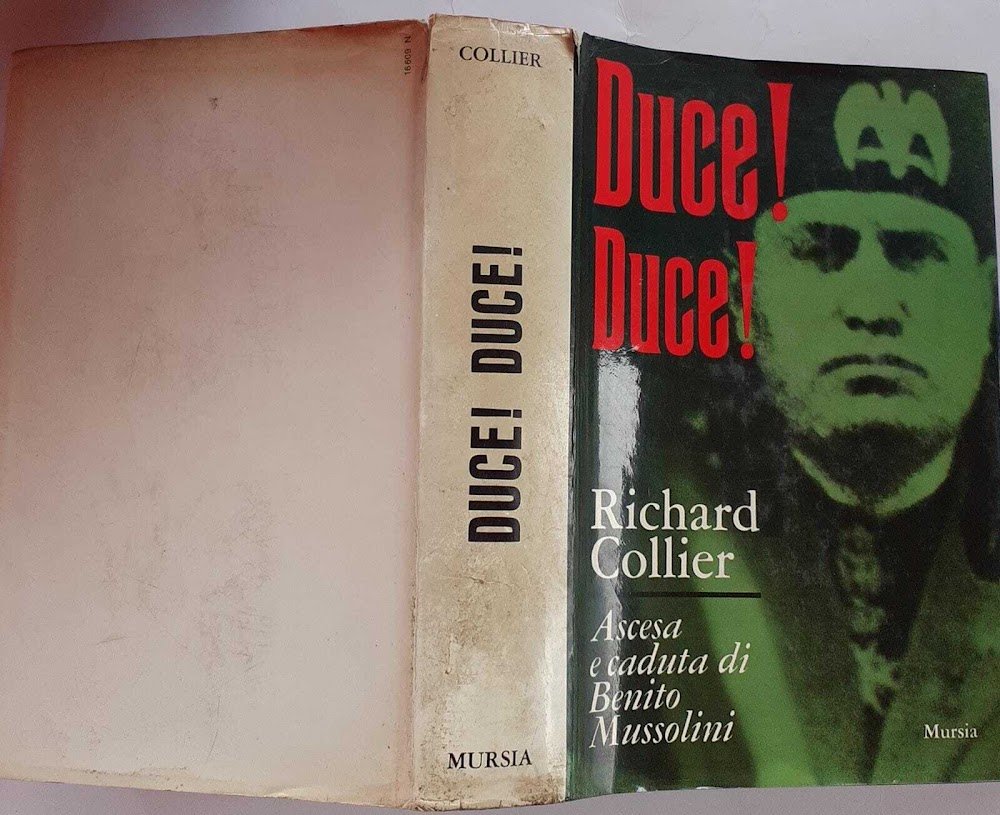 16609 N
COLLIER
DUCE! DUCE!
MURSIA
Duce!
Duce!
Richard
Collier
Ascesa
e caduta di
Benito
Mussolini
Mursia